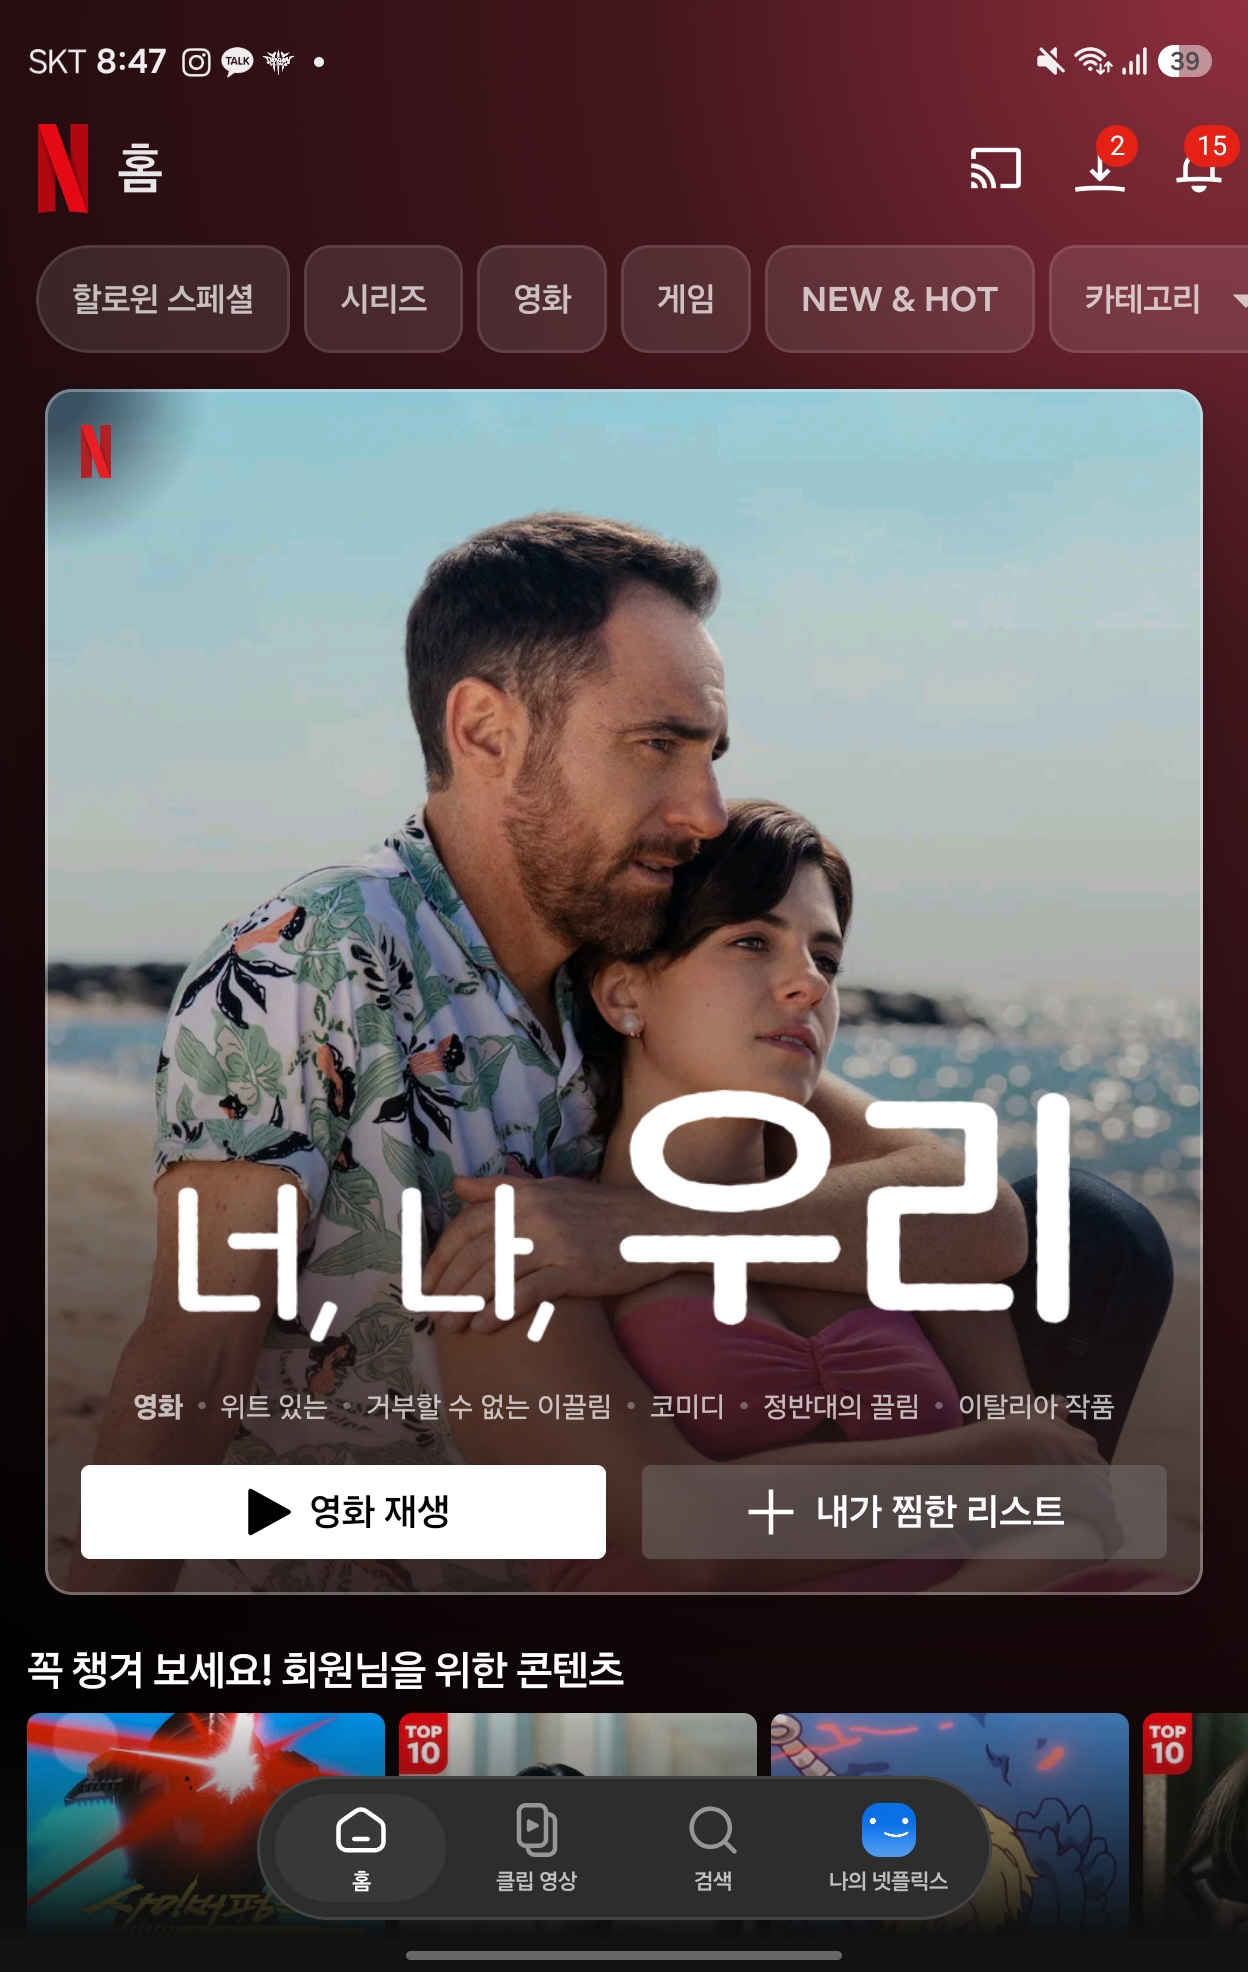 SKT 8:47 TALK 39
N 홈 2 15
할로윈 스페셜 시리즈 영화 게임 NEW & HOT 카테고리
N
너, 나, 우리
영화 • 위트 있는 • 거부할 수 없는 이끌림 • 코미디 • 정반대의 끌림 • 이탈리아 작품
영화 재생 내가 찜한 리스트
꼭 챙겨 보세요! 회원님을 위한 콘텐츠
TOP 10 TOP 10
사이버펑
홈 클립 영상 검색 나의 넷플릭스